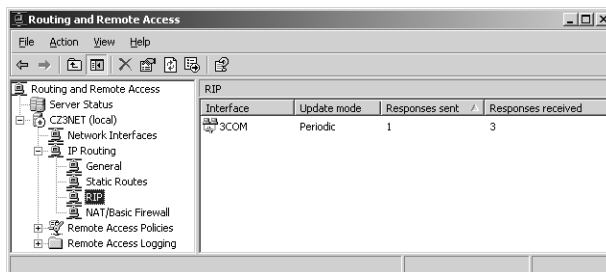 Routing and Remote Access
File Action View Help
Routing and Remote Access
Server Status
CZ3NET (local)
Network Interfaces
IP Routing
General
Static Routes
RIP
NAT/Basic Firewall
Remote Access Policies
Remote Access Logging
RIP
Interface Update mode Responses sent Responses received
3COM Periodic 1 3